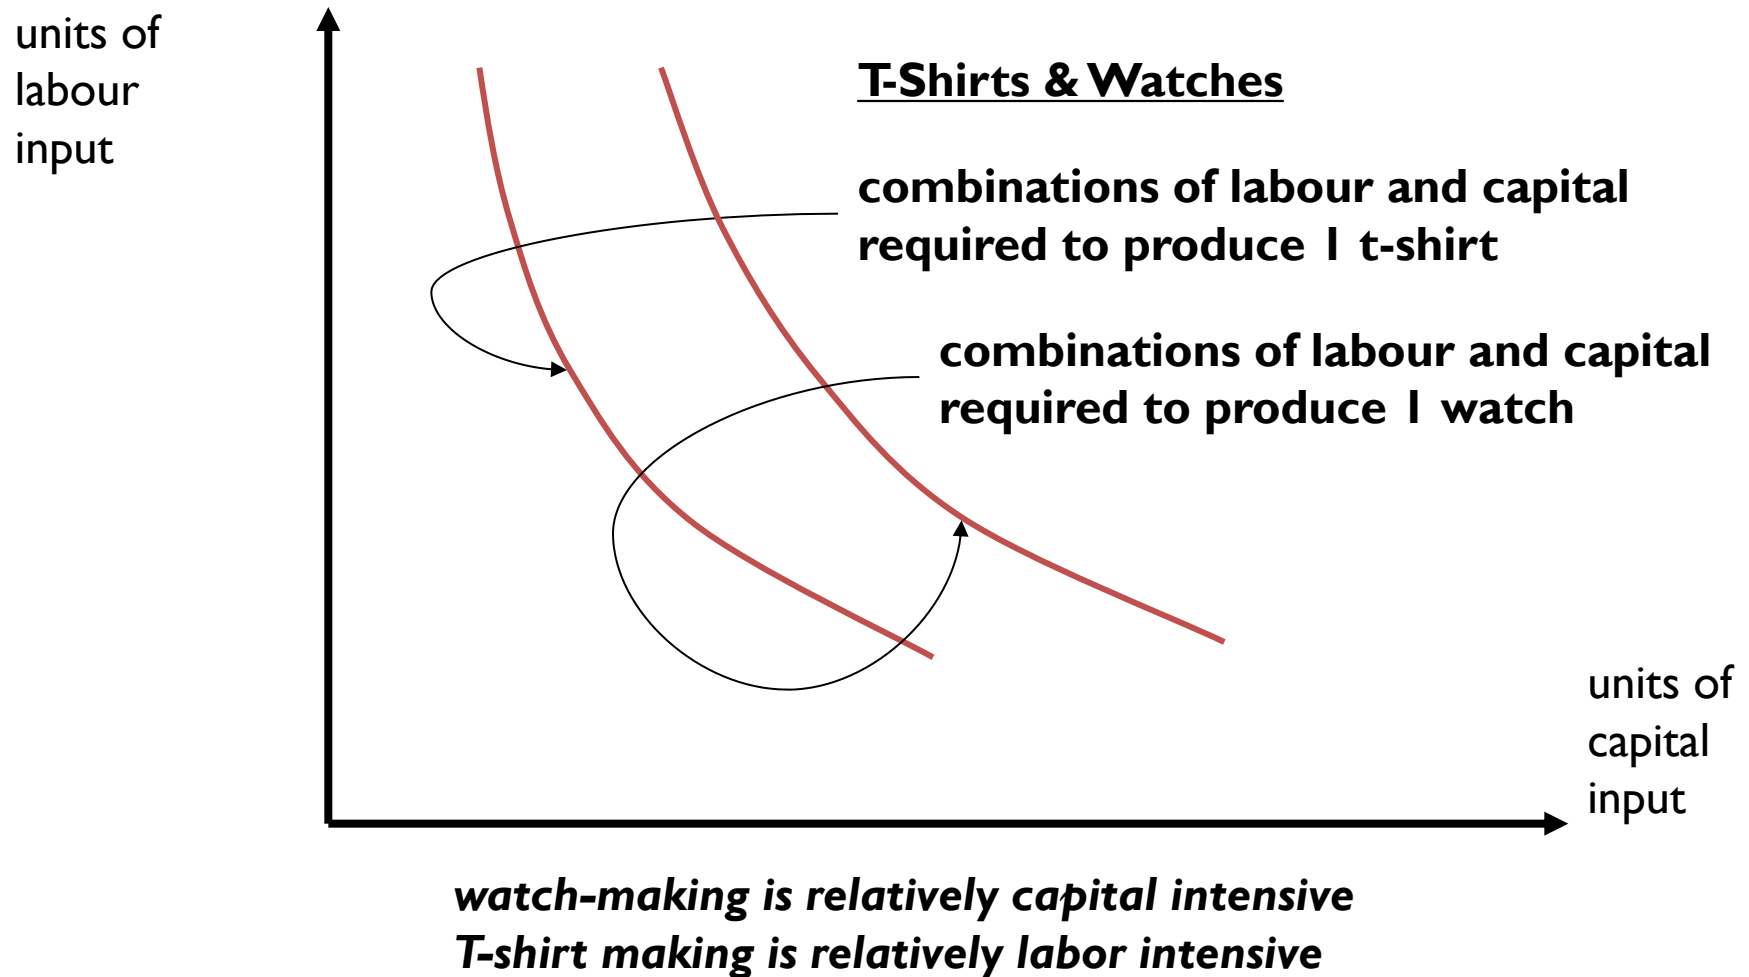 units of
labour
input
T-Shirts & Watches
combinations of labour and capital
required to produce 1 t-shirt
combinations of labour and capital
required to produce 1 watch
units of
capital
input
watch-making is relatively capital intensive
T-shirt making is relatively labor intensive